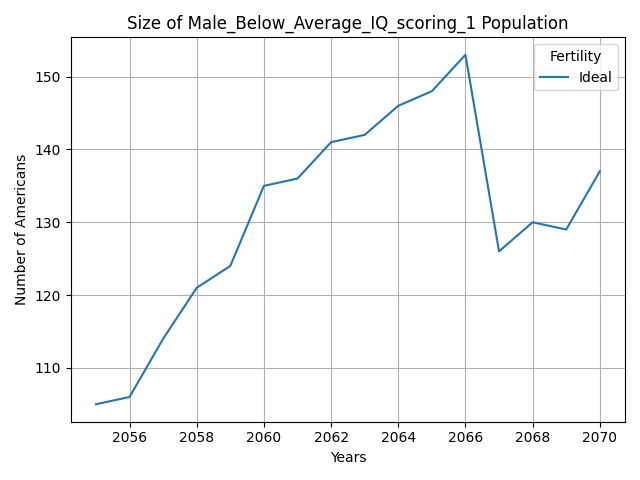 Size of Male_Below_Average_IQ_scoring_1 Population
Fertility
Ideal
Number of Americans
150
140
130
120
110
2056 2058 2060 2062 2064 2066 2068 2070
Years